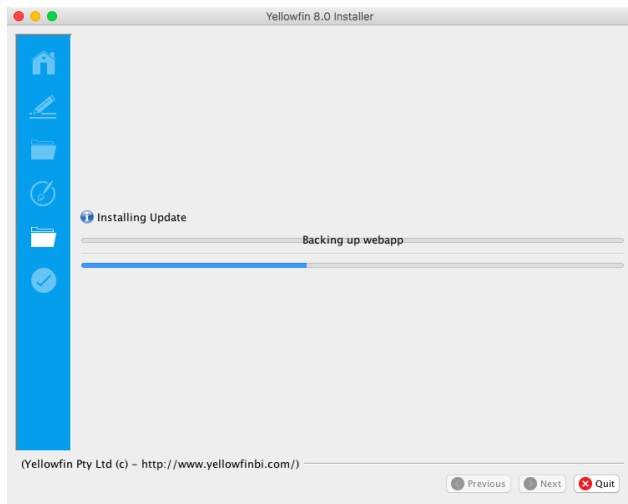 Yellowfin 8.0 Installer
Installing Update
Backing up webapp
(Yellowfin Pty Ltd (c) - http://www.yellowfinbi.com/)
Previous Next Quit